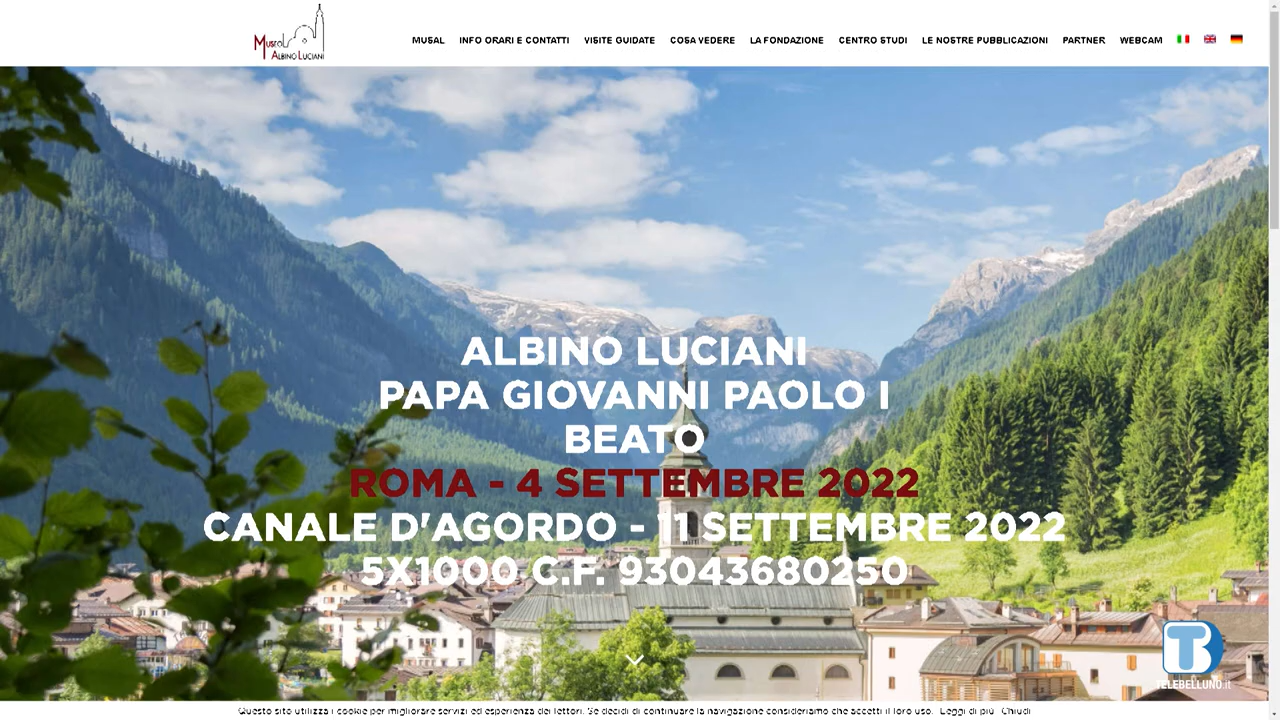 MUSEO
ALBINO LUCIANI
MUSAL INFO ORARI E CONTATTI VISITE GUIDATE COSA VEDERE LA FONDAZIONE CENTRO STUDI LE NOSTRE PUBBLICAZIONI PARTNER WEBCAM
ALBINO LUCIANI
PAPA GIOVANNI PAOLO I
BEATO
ROMA - 4 SETTEMBRE 2022
CANALE D'AGORDO - 11 SETTEMBRE 2022
5X1000 C.F. 93043680250
TB
TELEBELLUNO.it
Questo sito utilizza i cookie per migliorare servizi ed esperienza dei lettori. Se decidi di continuare la navigazione consideriamo che accetti il loro uso. Leggi di più Chiudi